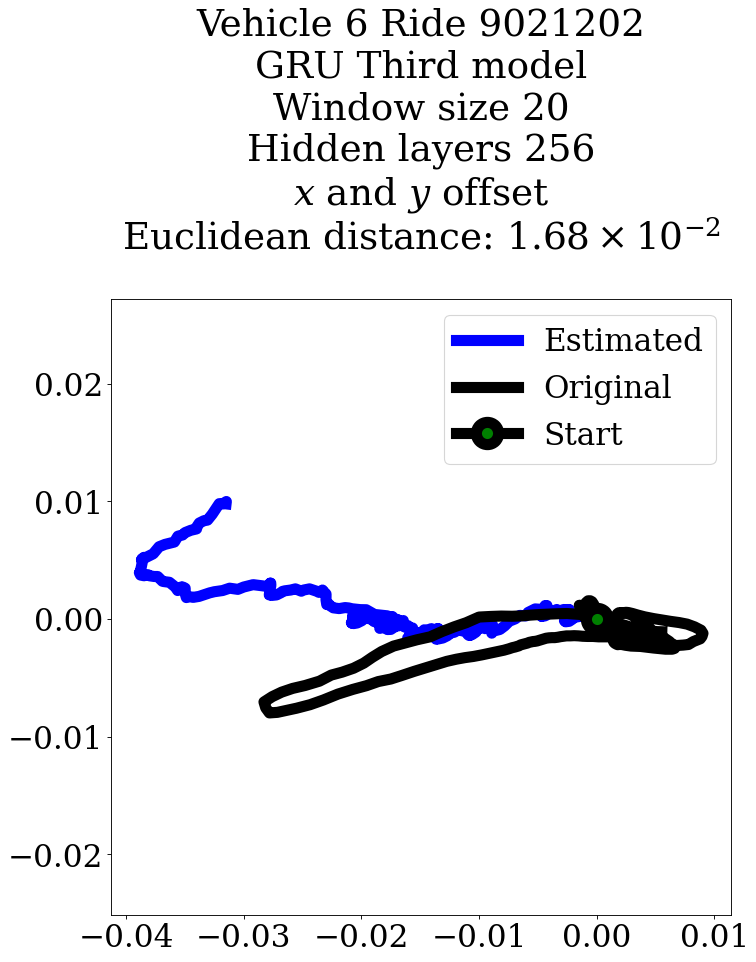 Vehicle 6 Ride 9021202
GRU Third model
Window size 20
Hidden layers 256
x and y offset
Euclidean distance: 1.68 × 10⁻²
Estimated
Original
Start
0.02
0.01
0.00
−0.01
−0.02
−0.04 −0.03 −0.02 −0.01 0.00 0.01